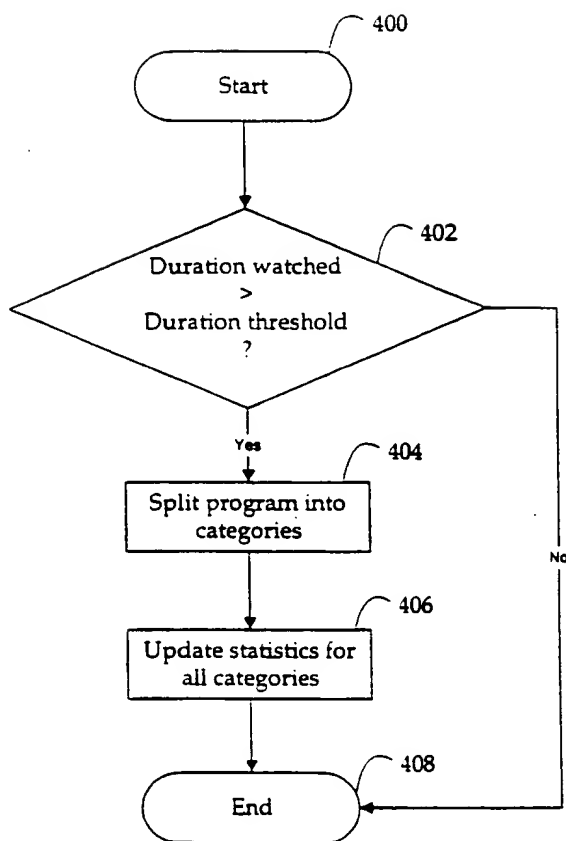 400
Start
402
Duration watched
>
Duration threshold
?
Yes
404
Split program into
categories
No
406
Update statistics for
all categories
408
End